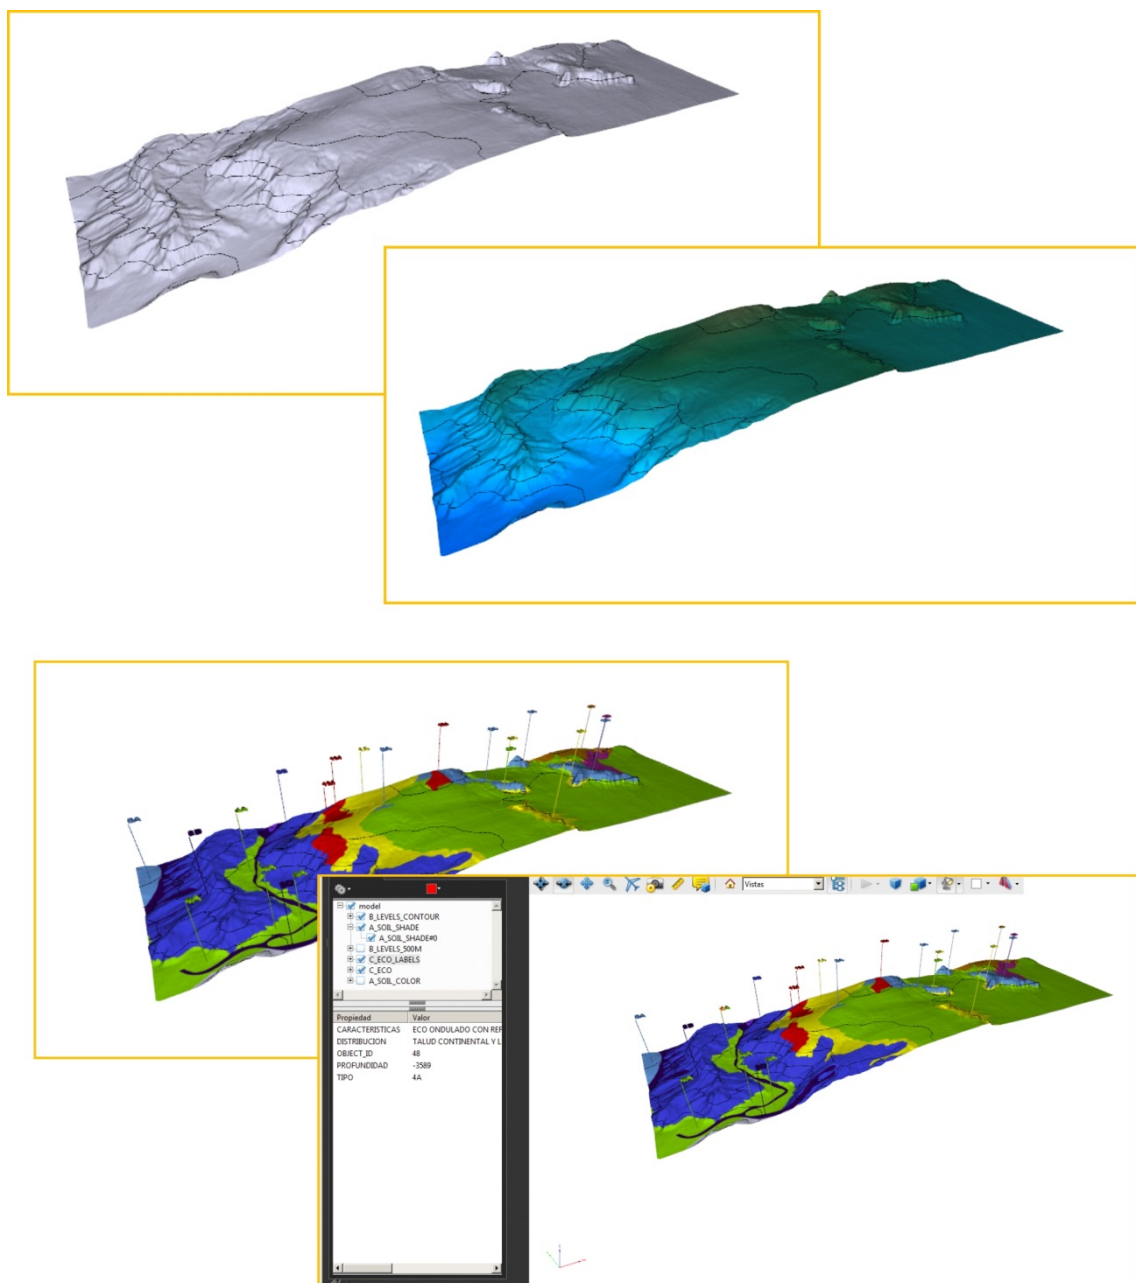 Vistas
model
B_LEVELS_CONTOUR
A_SOIL_SHADE
A_SOIL_SHADE#0
B_LEVELS_500M
C_ECO_LABELS
C_ECO
A_SOIL_COLOR
Propiedad Valor
CARACTERISTICAS ECO ONDULADO CON REF
DISTRIBUCION TALUD CONTINENTAL Y L
OBJECT_ID 48
PROFUNDIDAD -3589
TIPO 4A